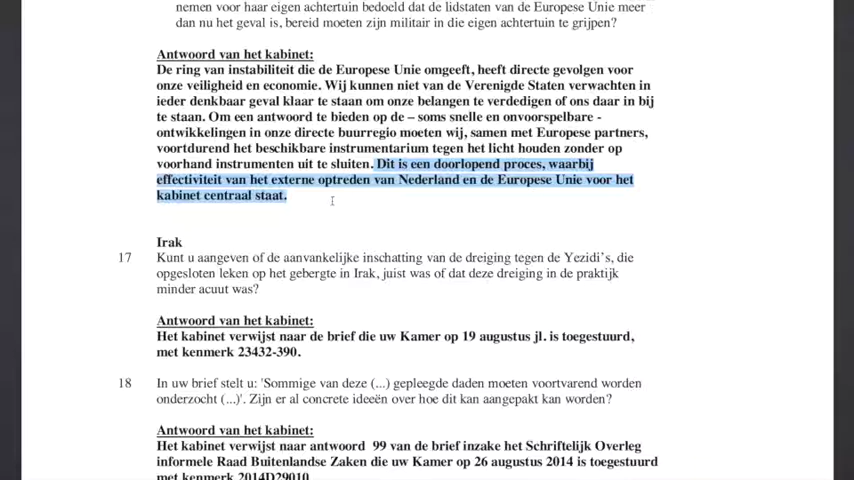 nemen voor haar eigen achtertuin bedoeld dat de lidstaten van de Europese Unie meer
dan nu het geval is, bereid moeten zijn militair in die eigen achtertuin te grijpen?
Antwoord van het kabinet:
De ring van instabiliteit die de Europese Unie omgeeft, heeft directe gevolgen voor
onze veiligheid en economie. Wij kunnen niet van de Verenigde Staten verwachten in
ieder denkbaar geval klaar te staan om onze belangen te verdedigen of ons daar in bij
te staan. Om een antwoord te bieden op de – soms snelle en onvoorspelbare -
ontwikkelingen in onze directe buurregio moeten wij, samen met Europese partners,
voortdurend het beschikbare instrumentarium tegen het licht houden zonder op
voorhand instrumenten uit te sluiten. Dit is een doorlopend proces, waarbij
effectiviteit van het externe optreden van Nederland en de Europese Unie voor het
kabinet centraal staat.
Irak
17 Kunt u aangeven of de aanvankelijke inschatting van de dreiging tegen de Yezidi's, die
opgesloten leken op het gebergte in Irak, juist was of dat deze dreiging in de praktijk
minder acuut was?
Antwoord van het kabinet:
Het kabinet verwijst naar de brief die uw Kamer op 19 augustus jl. is toegestuurd,
met kenmerk 23432-390.
18 In uw brief stelt u: 'Sommige van deze (...) gepleegde daden moeten voortvarend worden
onderzocht (...)'. Zijn er al concrete ideeën over hoe dit kan aangepakt kan worden?
Antwoord van het kabinet:
Het kabinet verwijst naar antwoord 99 van de brief inzake het Schriftelijk Overleg
informele Raad Buitenlandse Zaken die uw Kamer op 26 augustus 2014 is toegestuurd
met kenmerk 2014D29010